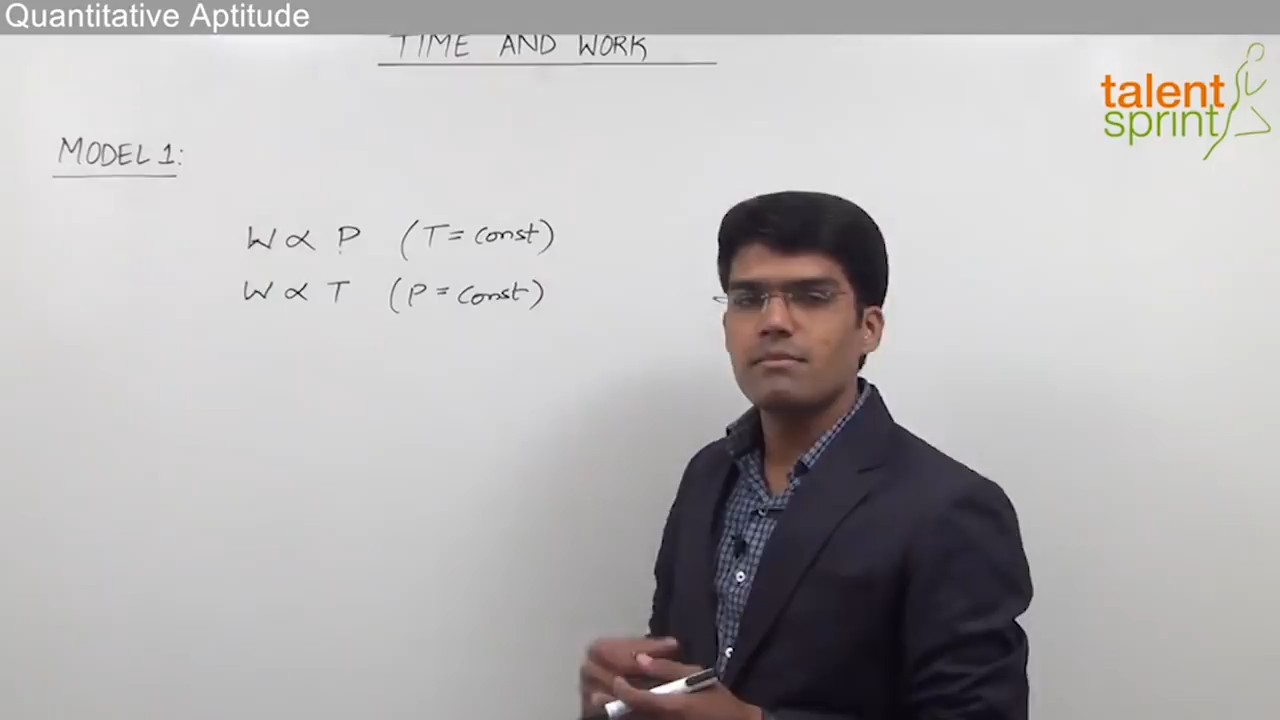 Quantitative Aptitude
TIME AND WORK
talent
sprint
MODEL 1:
W ∝ P (T = Const)
W ∝ T (P = Const)